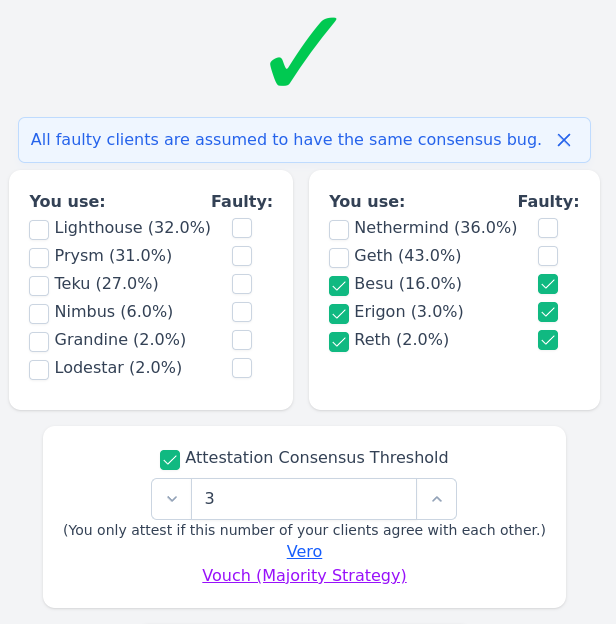 All faulty clients are assumed to have the same consensus bug.
You use: Faulty:
Lighthouse (32.0%)
Prysm (31.0%)
Teku (27.0%)
Nimbus (6.0%)
Grandine (2.0%)
Lodestar (2.0%)
You use: Faulty:
Nethermind (36.0%)
Geth (43.0%)
Besu (16.0%)
Erigon (3.0%)
Reth (2.0%)
Attestation Consensus Threshold
3
(You only attest if this number of your clients agree with each other.)
Vero
Vouch (Majority Strategy)